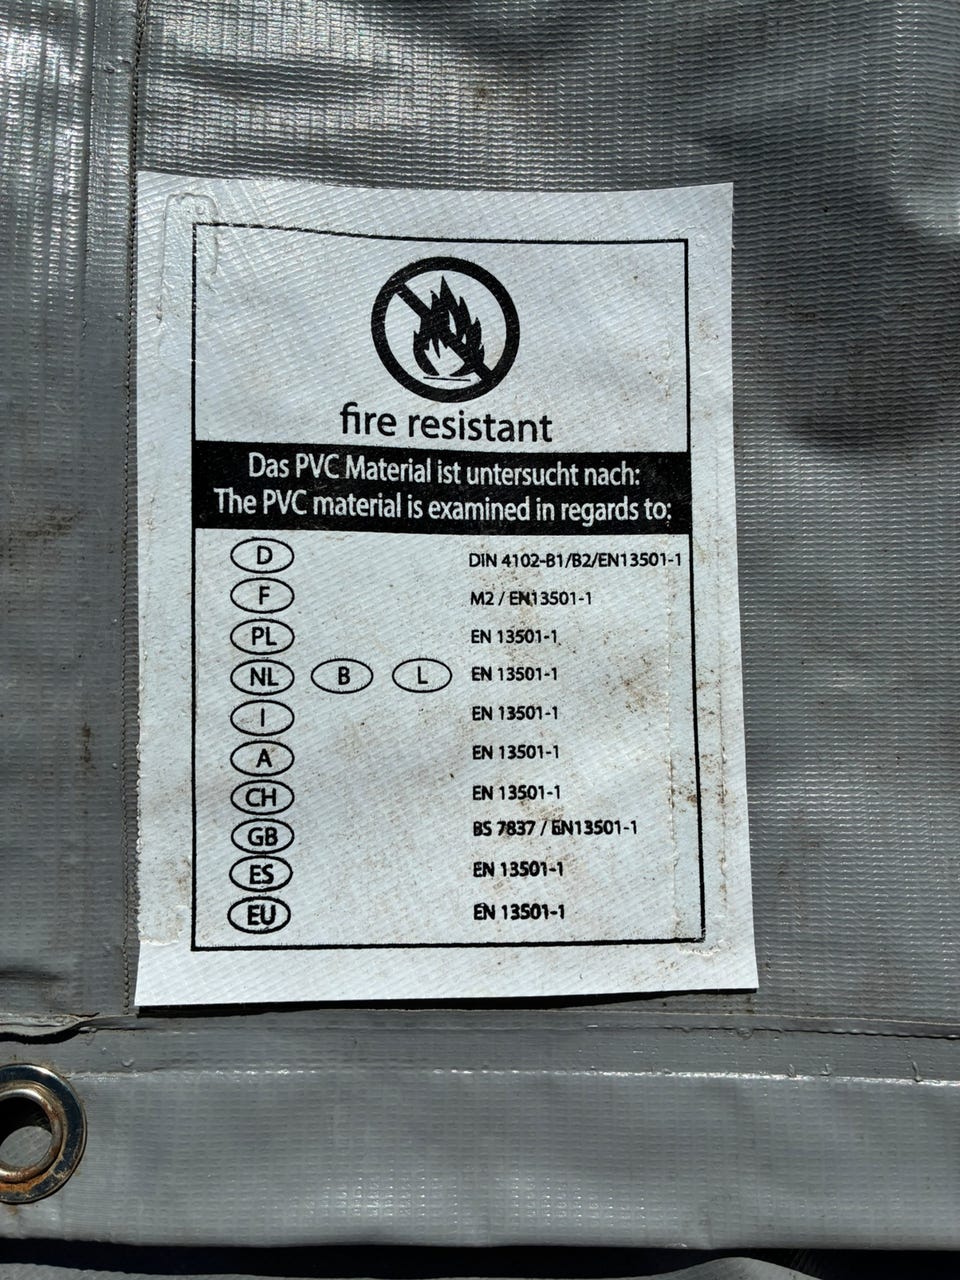 fire resistant
Das PVC Material ist untersucht nach:
The PVC material is examined in regards to:
D DIN 4102-B1/B2/EN13501-1
F M2 / EN13501-1
PL EN 13501-1
NL B L EN 13501-1
I EN 13501-1
A EN 13501-1
CH EN 13501-1
GB BS 7837 / EN13501-1
ES EN 13501-1
EU EN 13501-1